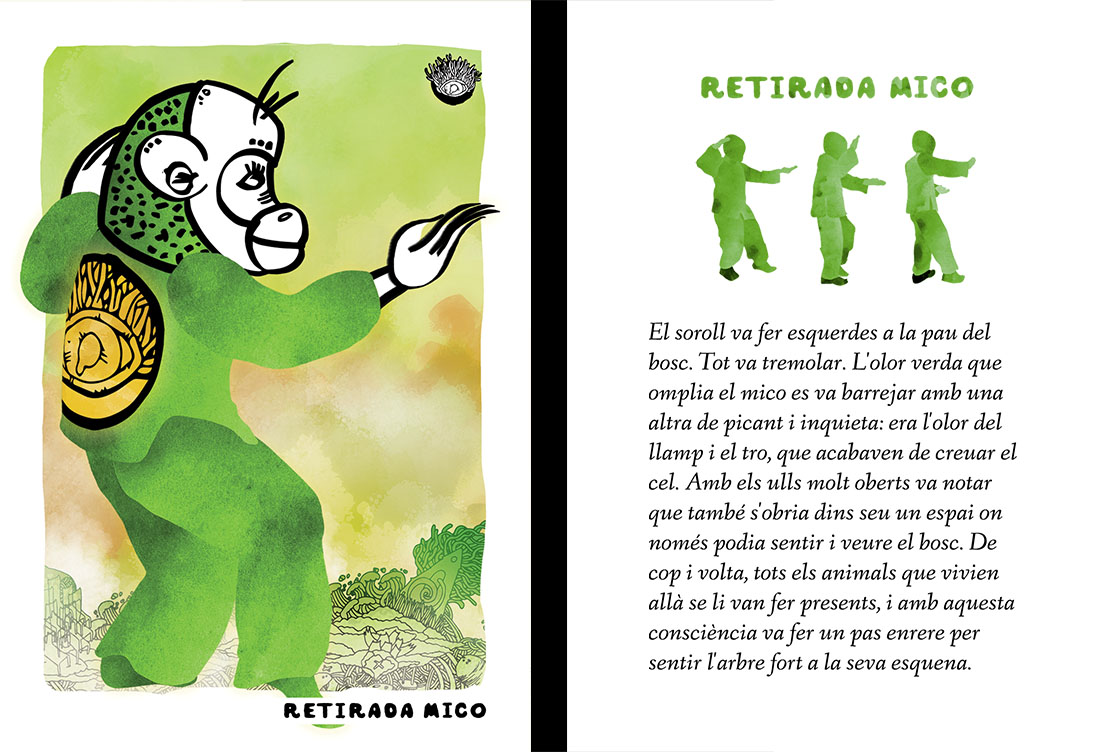 RETIRADA MICO
RETIRADA MICO
El soroll va fer esquerdes a la pau del
bosc. Tot va tremolar. L'olor verda que
omplia el mico es va barrejar amb una
altra de picant i inquieta: era l'olor del
llamp i el tro, que acabaven de creuar el
cel. Amb els ulls molt oberts va notar
que també s'obria dins seu un espai on
només podia sentir i veure el bosc. De
cop i volta, tots els animals que vivien
allà se li van fer presents, i amb aquesta
consciència va fer un pas enrere per
sentir l'arbre fort a la seva esquena.